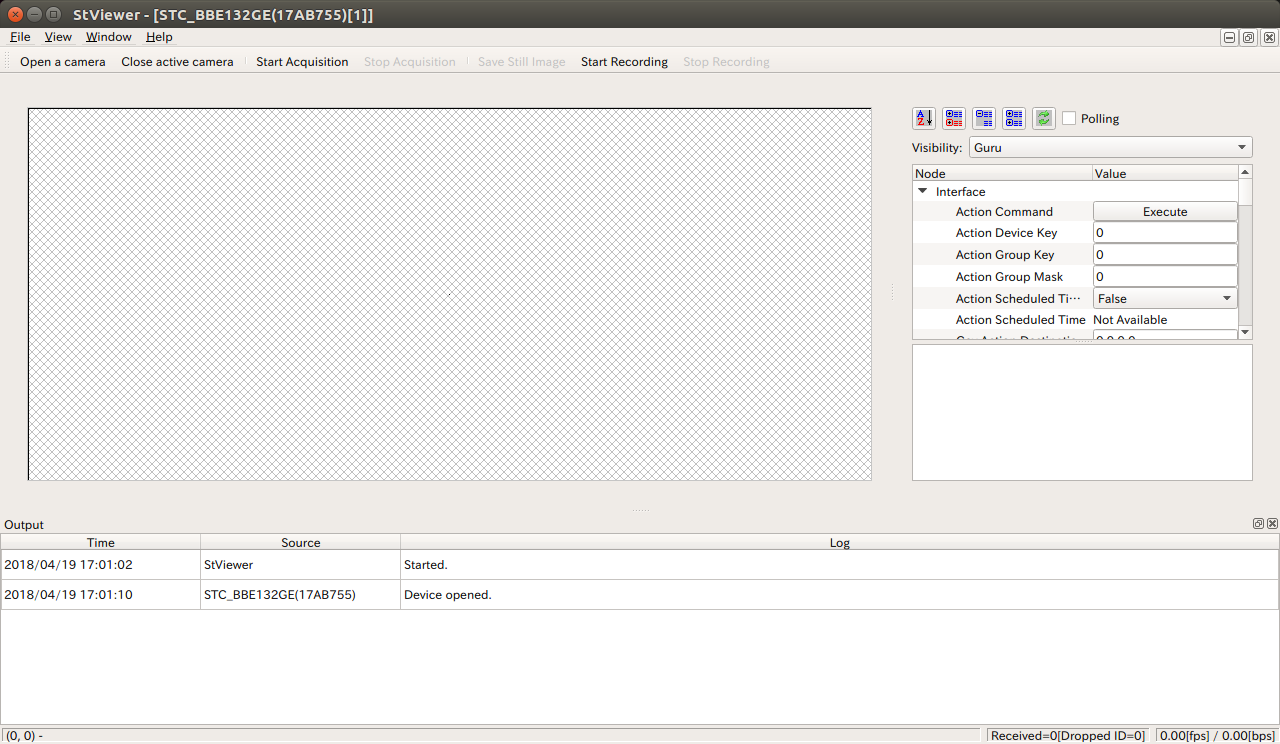 StViewer - [STC_BBE132GE(17AB755)[1]]
File View Window Help
Open a camera Close active camera Start Acquisition Stop Acquisition Save Still Image Start Recording Stop Recording
Polling
Visibility: Guru
Node Value
Interface
Action Command Execute
Action Device Key 0
Action Group Key 0
Action Group Mask 0
Action Scheduled Ti⋯ False
Action Scheduled Time Not Available
Output
Time Source Log
2018/04/19 17:01:02 StViewer Started.
2018/04/19 17:01:10 STC_BBE132GE(17AB755) Device opened.
(0, 0) - Received=0[Dropped ID=0] 0.00[fps] / 0.00[bps]